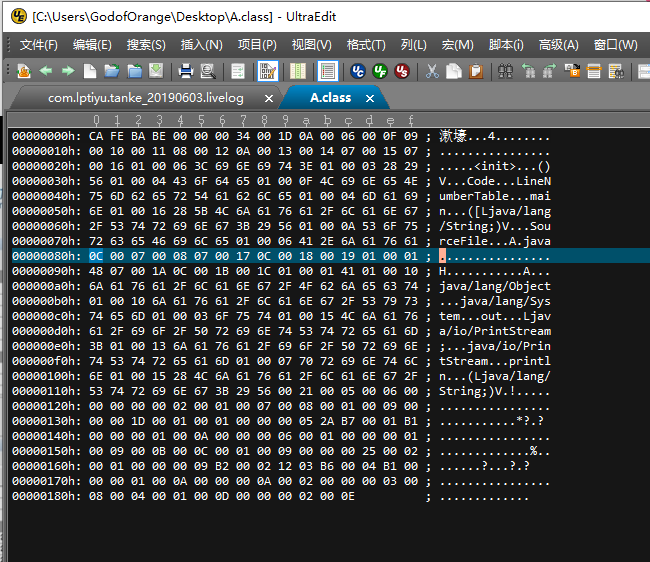 [C:\Users\GodofOrange\Desktop\A.class] - UltraEdit
文件(F) 编辑(E) 搜索(S) 插入(N) 项目(P) 视图(V) 格式(T) 列(L) 宏(M) 脚本(i) 高级(A) 窗口(W)
com.lptiyu.tanke_20190603.livelog × A.class ×
0 1 2 3 4 5 6 7 8 9 a b c d e f
00000000h: CA FE BA BE 00 00 00 34 00 1D 0A 00 06 00 0F 09 ; 漱壕...4........
00000010h: 00 10 00 11 08 00 12 0A 00 13 00 14 07 00 15 07 ; ................
00000020h: 00 16 01 00 06 3C 69 6E 69 74 3E 01 00 03 28 29 ; .....<init>...()
00000030h: 56 01 00 04 43 6F 64 65 01 00 0F 4C 69 6E 65 4E ; V...Code...LineN
00000040h: 75 6D 62 65 72 54 61 62 6C 65 01 00 04 6D 61 69 ; umberTable...mai
00000050h: 6E 01 00 16 28 5B 4C 6A 61 76 61 2F 6C 61 6E 67 ; n...([Ljava/lang
00000060h: 2F 53 74 72 69 6E 67 3B 29 56 01 00 0A 53 6F 75 ; /String;)V...Sou
00000070h: 72 63 65 46 69 6C 65 01 00 06 41 2E 6A 61 76 61 ; rceFile...A.java
00000080h: 0C 00 07 00 08 07 00 17 0C 00 18 00 19 01 00 01 ; ................
00000090h: 48 07 00 1A 0C 00 1B 00 1C 01 00 01 41 01 00 10 ; H...........A...
000000a0h: 6A 61 76 61 2F 6C 61 6E 67 2F 4F 62 6A 65 63 74 ; java/lang/Object
000000b0h: 01 00 10 6A 61 76 61 2F 6C 61 6E 67 2F 53 79 73 ; ...java/lang/Sys
000000c0h: 74 65 6D 01 00 03 6F 75 74 01 00 15 4C 6A 61 76 ; tem...out...Ljav
000000d0h: 61 2F 69 6F 2F 50 72 69 6E 74 53 74 72 65 61 6D ; a/io/PrintStream
000000e0h: 3B 01 00 13 6A 61 76 61 2F 69 6F 2F 50 72 69 6E ; ;...java/io/Prin
000000f0h: 74 53 74 72 65 61 6D 01 00 07 70 72 69 6E 74 6C ; tStream...printl
00000100h: 6E 01 00 15 28 4C 6A 61 76 61 2F 6C 61 6E 67 2F ; n...(Ljava/lang/
00000110h: 53 74 72 69 6E 67 3B 29 56 00 21 00 05 00 06 00 ; String;)V.!.....
00000120h: 00 00 00 00 02 00 01 00 07 00 08 00 01 00 09 00 ; ................
00000130h: 00 00 1D 00 01 00 01 00 00 00 05 2A B7 00 01 B1 ; ...........*?.?
00000140h: 00 00 00 01 00 0A 00 00 00 06 00 01 00 00 00 01 ; ................
00000150h: 00 09 00 0B 00 0C 00 01 00 09 00 00 00 25 00 02 ; .............%..
00000160h: 00 01 00 00 00 09 B2 00 02 12 03 B6 00 04 B1 00 ; ......?...?.?
00000170h: 00 00 01 00 0A 00 00 00 0A 00 02 00 00 00 03 00 ; ................
00000180h: 08 00 04 00 01 00 0D 00 00 00 02 00 0E ; .............